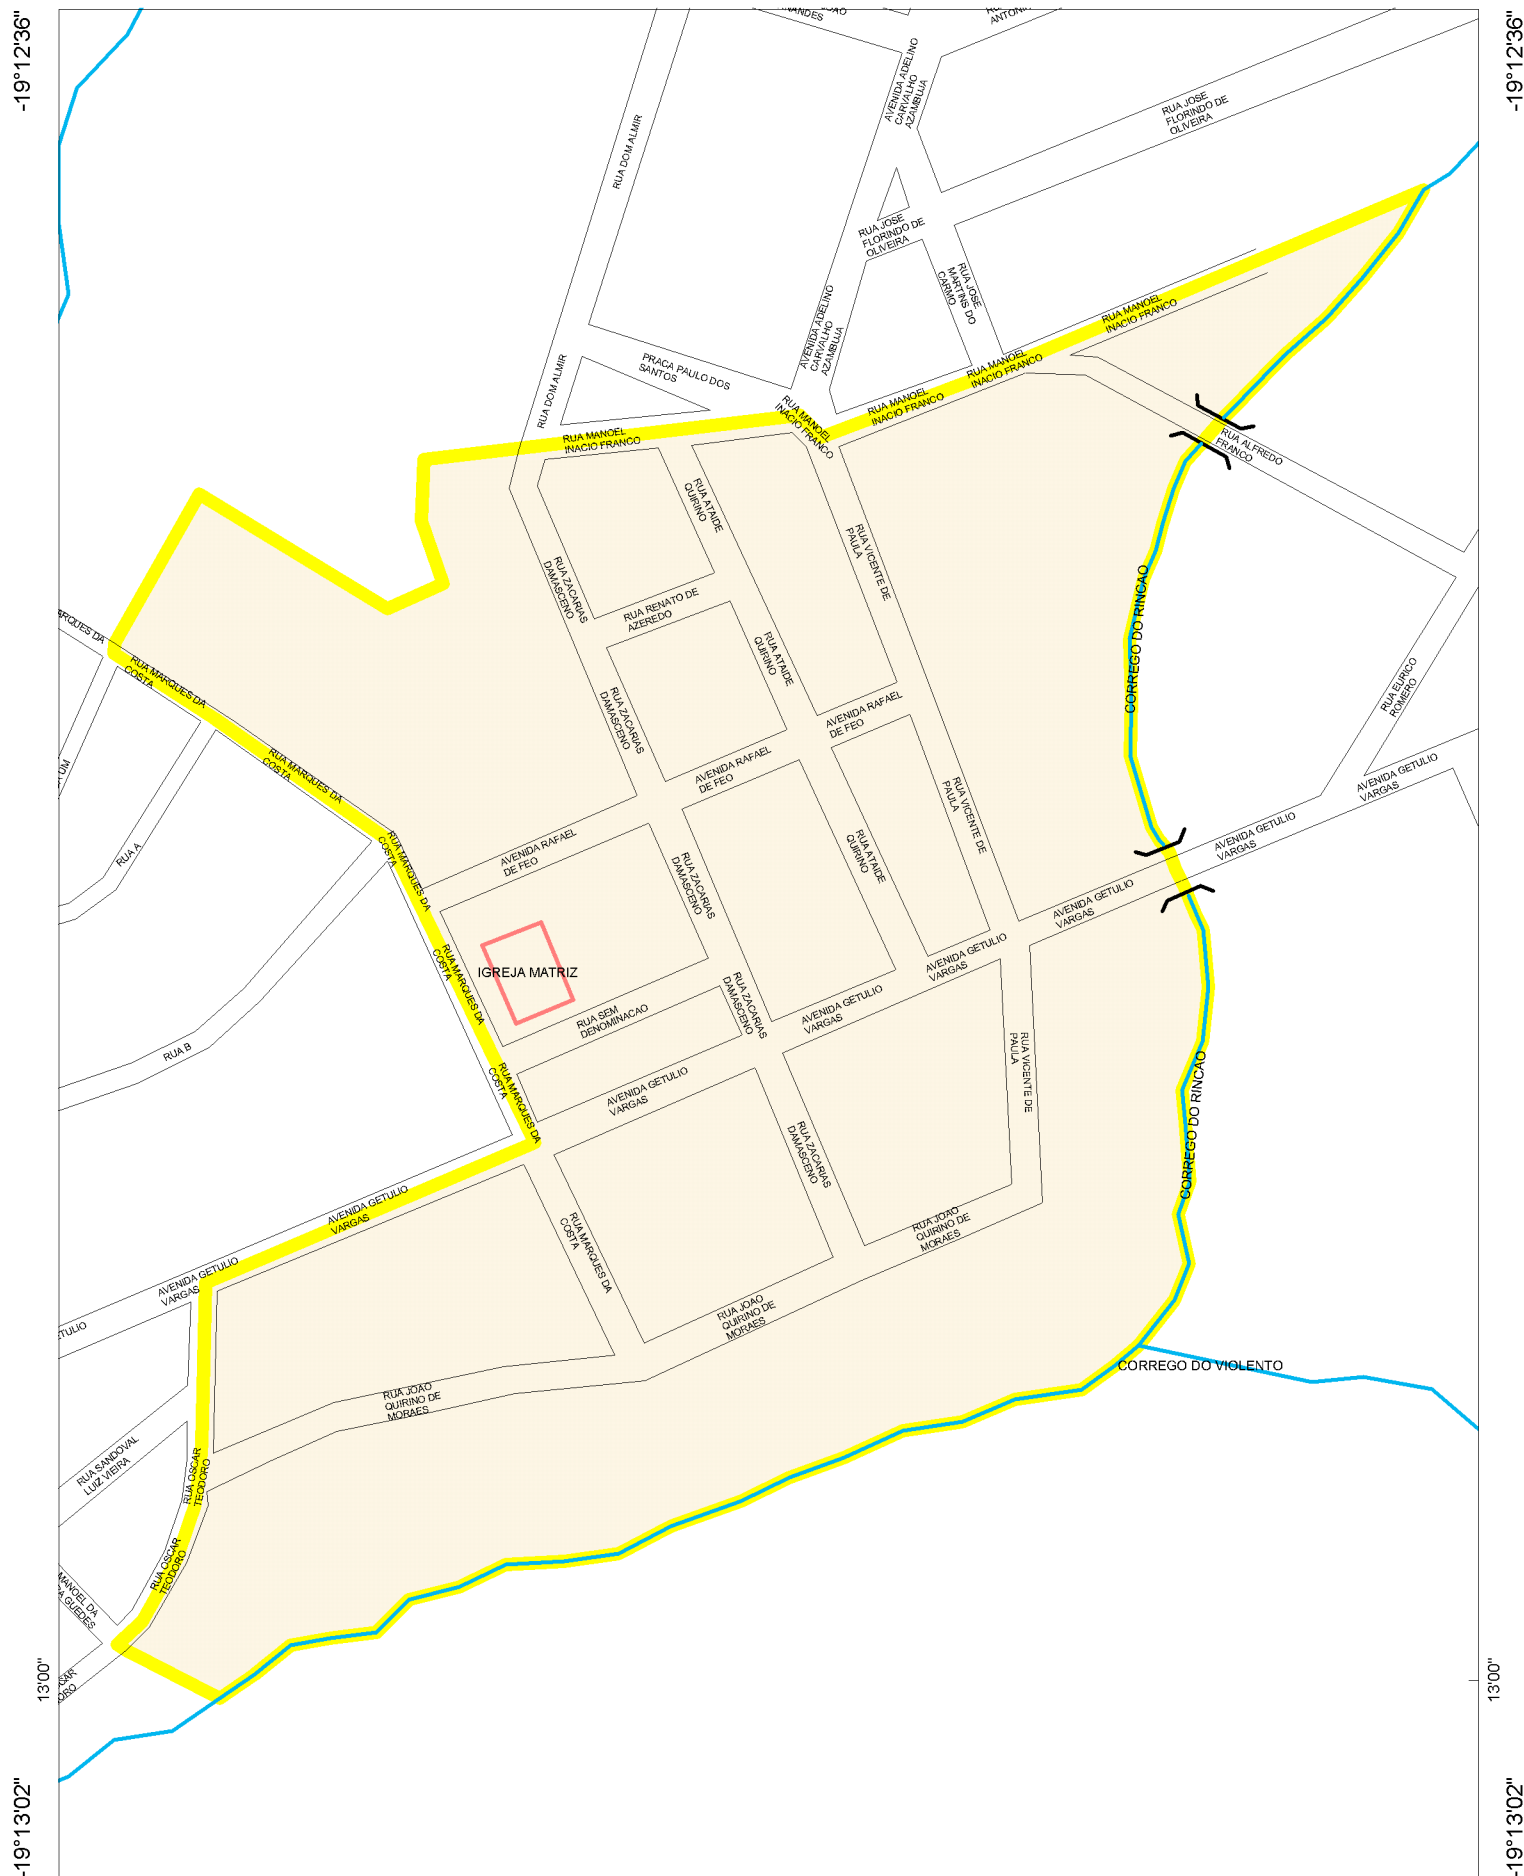 -19°12'36"
-19°12'36"
AVENIDA ADELINO
CARVALHO
AZAMBUJA
RUA JOSE
FLORINDO DE
OLIVEIRA
RUA DOM ALMIR
RUA JOSE
FLORINDO DE
OLIVEIRA
RUA JOSE
MARTINS DO
CARMO
AVENIDA ADELINO
CARVALHO
AZAMBUJA
RUA MANOEL
INACIO FRANCO
PRACA PAULO DOS
SANTOS
RUA DOM ALMIR
RUA MANOEL
INACIO FRANCO
RUA MANOEL
INACIO FRANCO
RUA MANOEL
INACIO FRANCO
RUA MANOEL
INACIO FRANCO
RUA ALFREDO
FRANCO
RUA ATAIDE
QUIRINO
RUA VICENTE DE
PAULA
RUA ZACARIAS
DAMASCENO
RUA RENATO DE
AZEREDO
CORREGO DO RINCAO
ARQUES DA
RUA MARQUES DA
COSTA
RUA ATAIDE
QUIRINO
RUA ZACARIAS
DAMASCENO
AVENIDA RAFAEL
DE FEO
RUA EURICO
ROMERO
UM
RUA MARQUES DA
COSTA
AVENIDA RAFAEL
DE FEO
AVENIDA GETULIO
VARGAS
RUA VICENTE DE
PAULA
RUA A
RUA MARQUES DA
COSTA
AVENIDA RAFAEL
DE FEO
RUA ATAIDE
QUIRINO
AVENIDA GETULIO
VARGAS
RUA ZACARIAS
DAMASCENO
AVENIDA GETULIO
VARGAS
RUA MARQUES DA
COSTA
IGREJA MATRIZ
AVENIDA GETULIO
VARGAS
RUA SEM
DENOMINACAO
RUA ZACARIAS
DAMASCENO
AVENIDA GETULIO
VARGAS
RUA B
RUA MARQUES DA
COSTA
AVENIDA GETULIO
VARGAS
RUA VICENTE DE
PAULA
CORREGO DO RINCAO
RUA ZACARIAS
DAMASCENO
AVENIDA GETULIO
VARGAS
RUA MARQUES DA
COSTA
RUA JOAO
QUIRINO DE
MORAES
AVENIDA GETULIO
VARGAS
TULIO
RUA JOAO
QUIRINO DE
MORAES
CORREGO DO VIOLENTO
RUA JOAO
QUIRINO DE
MORAES
RUA SANDOVAL
LUIZ VIEIRA
RUA OSCAR
TEODORO
RUA OSCAR
TEODORO
MANOEL DA
GUEDES
13'00"
13'00"
-19°13'02"
-19°13'02"